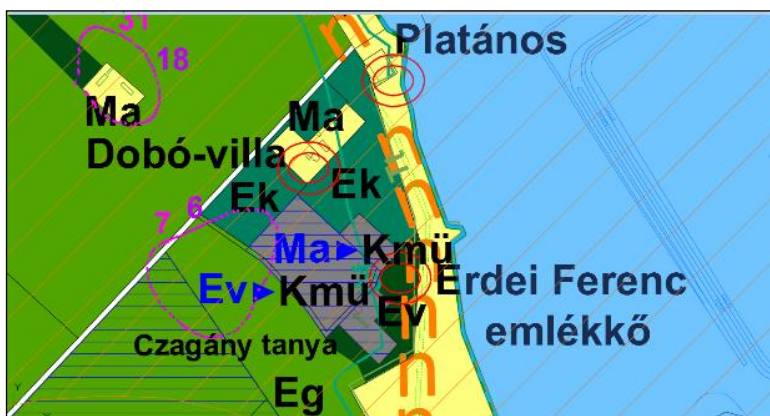 31
18
Platános
Ma
Ma
Dobó-villa
Ek
Ek
6
7
Ma Kmü
Ev Kmü
Erdei Ferenc
emlékkő
Ev
Czagány tanya
Eg
n
n
n
n
n
n
n